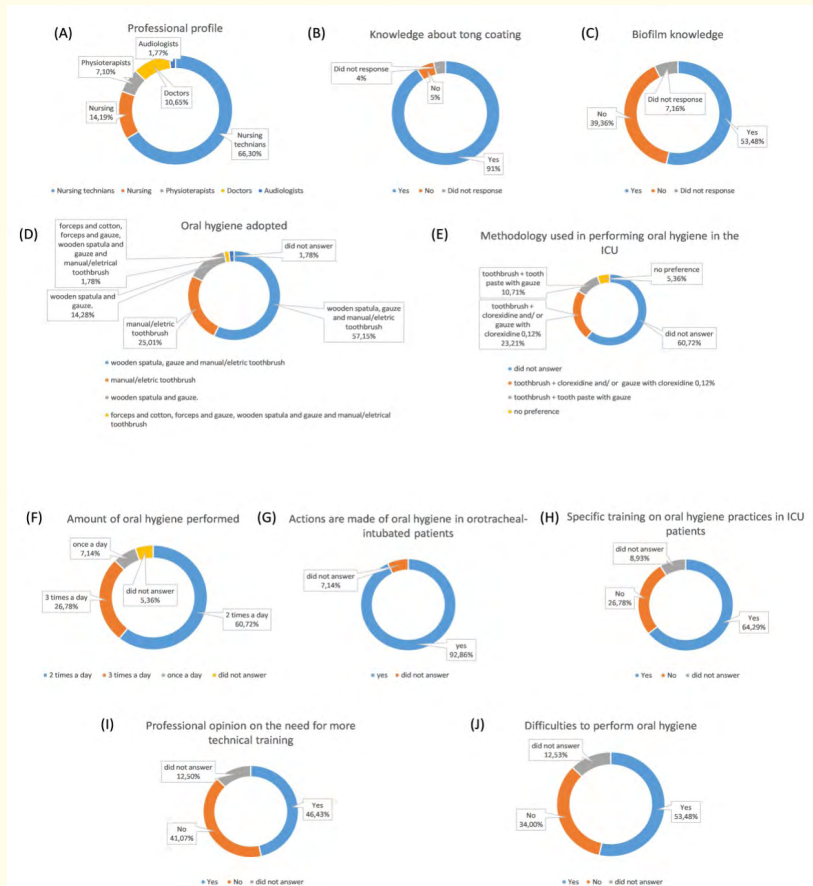 (A)
Professional profile
Audiologists
1,77%
Physioterapists
7,10%
Doctors
10,65%
Nursing
14,19%
Nursing
technians
66,30%
Nursing technians Nursing Physioterapists Doctors Audiologists
(B)
Knowledge about tong coating
Did not response
4%
No
5%
Yes
91%
Yes No Did not response
(C)
Biofilm knowledge
Did not response
7,16%
No
39,36%
Yes
53,48%
Yes No Did not response
(D)
Oral hygiene adopted
forceps and cotton,
forceps and gauze,
wooden spatula and
gauze and
manual/eletrical
toothbrush
1,78%
did not answer
1,78%
wooden spatula and
gauze.
14,28%
manual/eletric
toothbrush
25,01%
wooden spatula, gauze
and manual/eletric
toothbrush
57,15%
wooden spatula, gauze and manual/eletric toothbrush
manual/eletric toothbrush
wooden spatula and gauze.
forceps and cotton, forceps and gauze, wooden spatula and gauze and manual/eletrical
toothbrush
(E)
Methodology used in performing oral hygiene in the
ICU
toothbrush + tooth
paste with gauze
10,71%
no preference
5,36%
toothbrush +
clorexidine and/ or
gauze with
clorexidine 0,12%
23,21%
did not answer
60,72%
did not answer
toothbrush + clorexidine and/ or gauze with clorexidine 0,12%
toothbrush + tooth paste with gauze
no preference
(F)
Amount of oral hygiene performed
once a day
7,14%
did not answer
5,36%
3 times a day
26,78%
2 times a day
60,72%
2 times a day 3 times a day once a day did not answer
(G)
Actions are made of oral hygiene in orotracheal-
intubated patients
did not answer
7,14%
yes
92,86%
yes did not answer
(H)
Specific training on oral hygiene practices in ICU
patients
did not answer
8,93%
No
26,78%
Yes
64,29%
Yes No did not answer
(I)
Professional opinion on the need for more
technical training
did not answer
12,50%
Yes
46,43%
No
41,07%
Yes No did not answer
(J)
Difficulties to perform oral hygiene
did not answer
12,53%
Yes
53,48%
No
34,00%
Yes No did not answer